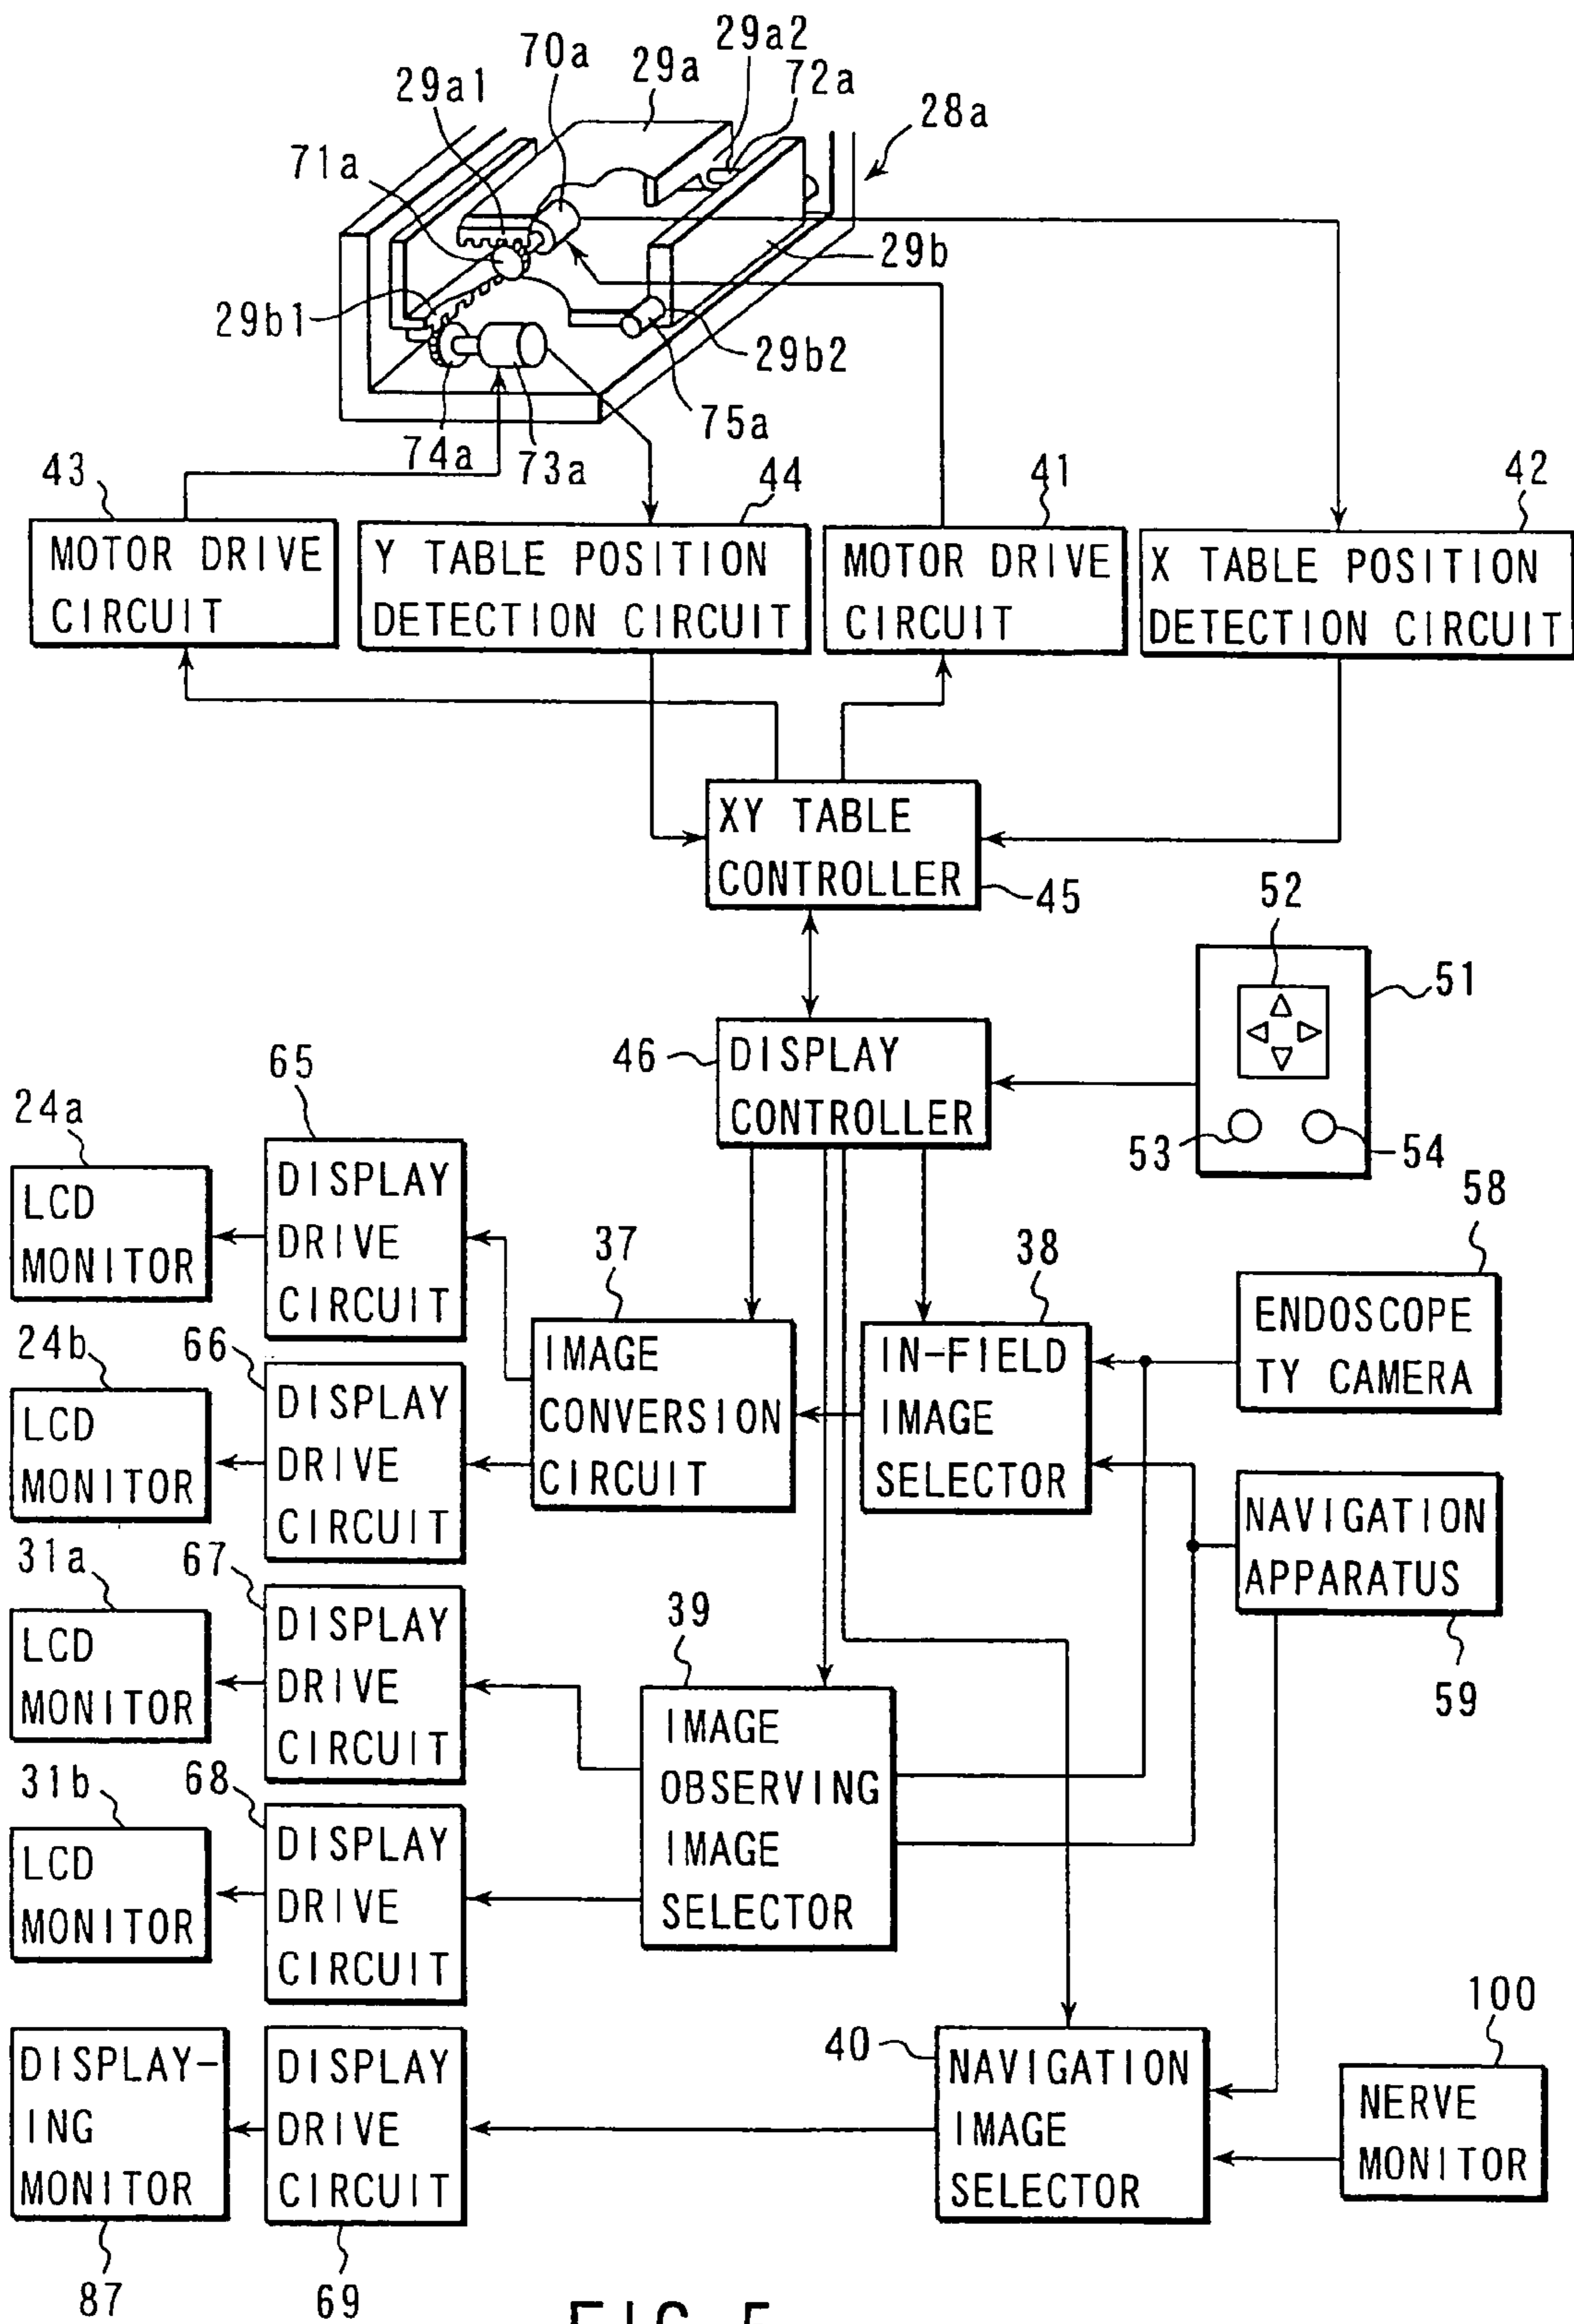 29a2
70a
29a
72a
29a1
28a
71a
29b
29b1
29b2
75a
74a
73a
43
44
41
42
MOTOR DRIVE
CIRCUIT
Y TABLE POSITION
DETECTION CIRCUIT
MOTOR DRIVE
CIRCUIT
X TABLE POSITION
DETECTION CIRCUIT
XY TABLE
CONTROLLER
45
52
51
46
DISPLAY
CONTROLLER
53
54
65
24a
LCD
MONITOR
DISPLAY
DRIVE
CIRCUIT
58
37
38
24b
66
LCD
MONITOR
DISPLAY
DRIVE
CIRCUIT
IMAGE
CONVERSION
CIRCUIT
IN-FIELD
IMAGE
SELECTOR
ENDOSCOPE
TY CAMERA
NAVIGATION
APPARATUS
59
31a
67
39
LCD
MONITOR
DISPLAY
DRIVE
CIRCUIT
IMAGE
OBSERVING
IMAGE
SELECTOR
31b
68
LCD
MONITOR
DISPLAY
DRIVE
CIRCUIT
100
40
DISPLAY-
ING
MONITOR
DISPLAY
DRIVE
CIRCUIT
NAVIGATION
IMAGE
SELECTOR
NERVE
MONITOR
87
69
FIG. 5